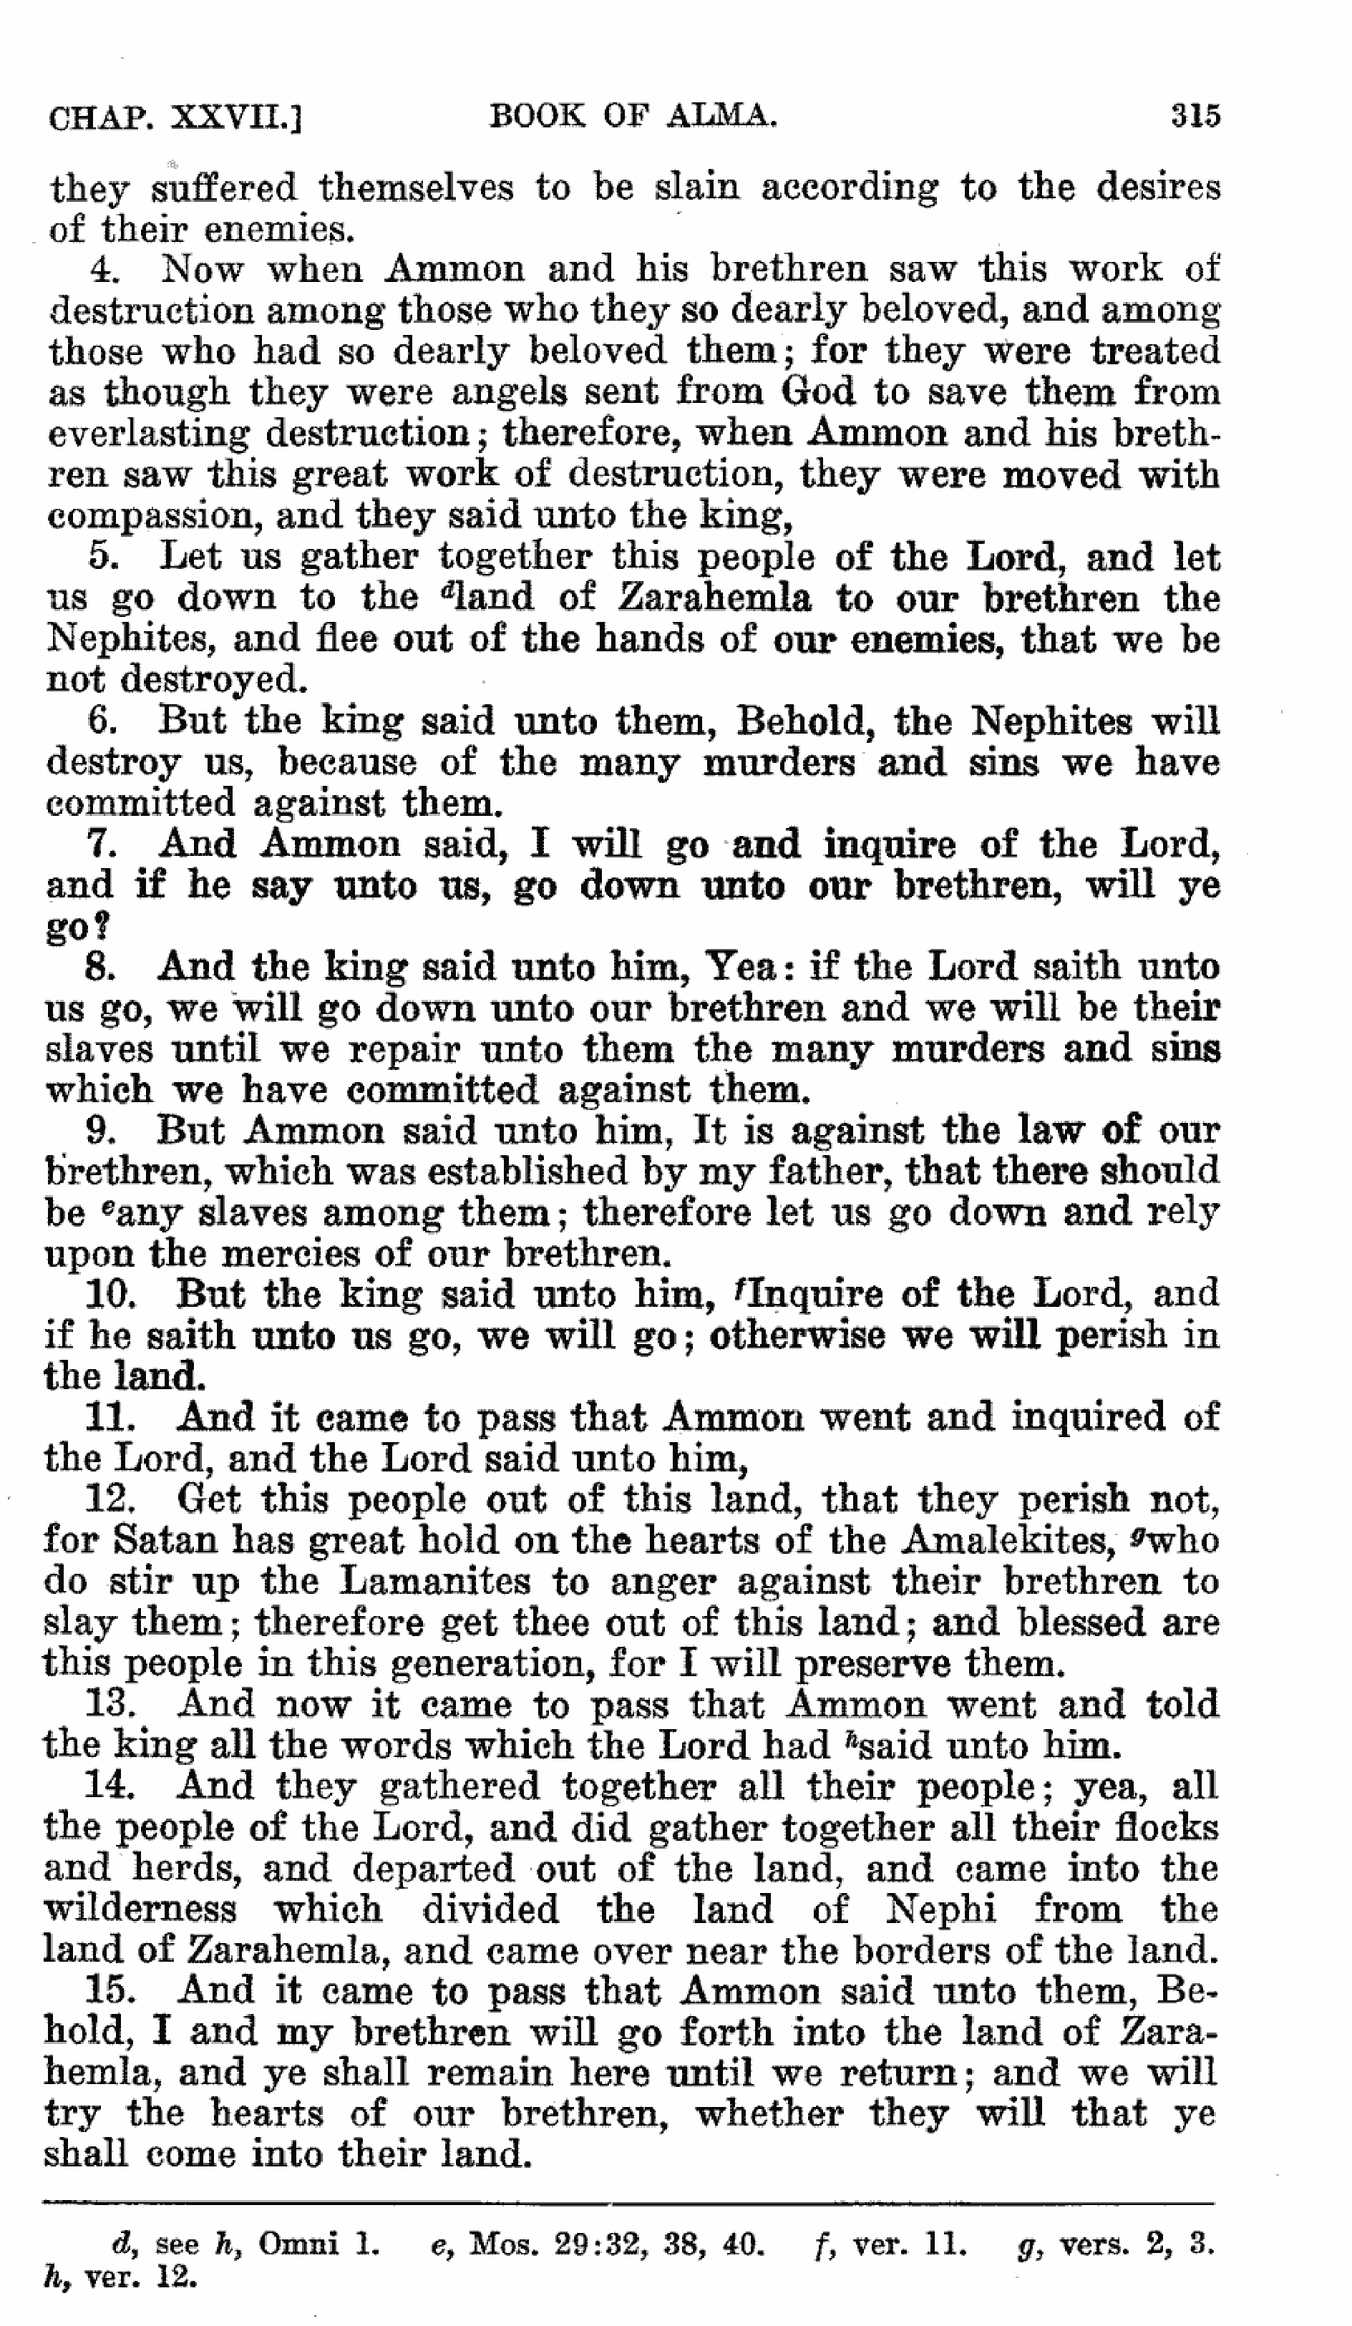 CHAP. XXVII.] BOOK OF ALMA. 315
they suffered themselves to be slain according to the desires
of their enemies.
4. Now when Ammon and his brethren saw this work of
destruction among those who they so dearly beloved, and among
those who had so dearly beloved them; for they were treated
as though they were angels sent from God to save them from
everlasting destruction; therefore, when Ammon and his breth-
ren saw this great work of destruction, they were moved with
compassion, and they said unto the king,
5. Let us gather together this people of the Lord, and let
us go down to the dland of Zarahemla to our brethren the
Nephites, and flee out of the hands of our enemies, that we be
not destroyed.
6. But the king said unto them, Behold, the Nephites will
destroy us, because of the many murders and sins we have
committed against them.
7. And Ammon said, I will go and inquire of the Lord,
and if he say unto us, go down unto our brethren, will ye
go?
8. And the king said unto him, Yea: if the Lord saith unto
us go, we will go down unto our brethren and we will be their
slaves until we repair unto them the many murders and sins
which we have committed against them.
9. But Ammon said unto him, It is against the law of our
brethren, which was established by my father, that there should
be eany slaves among them; therefore let us go down and rely
upon the mercies of our brethren.
10. But the king said unto him, fInquire of the Lord, and
if he saith unto us go, we will go; otherwise we will perish in
the land.
11. And it came to pass that Ammon went and inquired of
the Lord, and the Lord said unto him,
12. Get this people out of this land, that they perish not,
for Satan has great hold on the hearts of the Amalekites, gwho
do stir up the Lamanites to anger against their brethren to
slay them; therefore get thee out of this land; and blessed are
this people in this generation, for I will preserve them.
13. And now it came to pass that Ammon went and told
the king all the words which the Lord had hsaid unto him.
14. And they gathered together all their people; yea, all
the people of the Lord, and did gather together all their flocks
and herds, and departed out of the land, and came into the
wilderness which divided the land of Nephi from the
land of Zarahemla, and came over near the borders of the land.
15. And it came to pass that Ammon said unto them, Be-
hold, I and my brethren will go forth into the land of Zara-
hemla, and ye shall remain here until we return; and we will
try the hearts of our brethren, whether they will that ye
shall come into their land.
d, see h, Omni 1. e, Mos. 29:32, 38, 40. f, ver. 11. g, vers. 2, 3.
h, ver. 12.